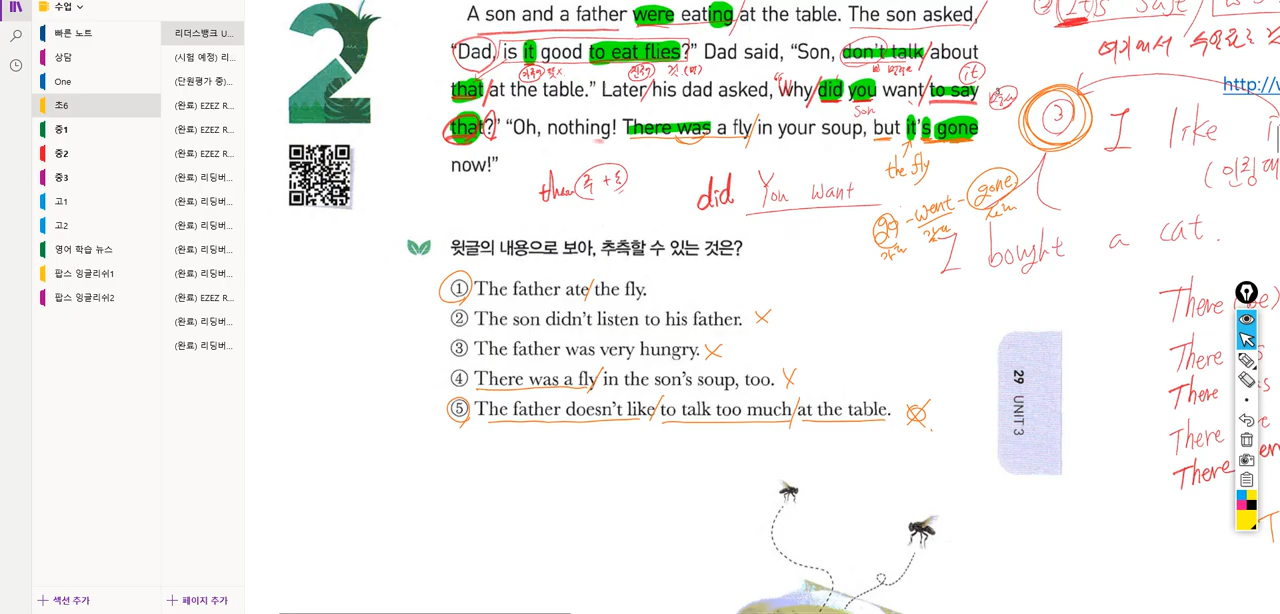 수업
빠른 노트
상담
One
초6
중1
중2
중3
고1
고2
영어 학습 뉴스
팝스 잉글리쉬1
팝스 잉글리쉬2
섹션 추가
리더스뱅크 U...
(시험 예정) 리...
(단원평가 중)...
(완료) EZEZ R...
(완료) EZEZ R...
(완료) EZEZ R...
(완료) 리딩버...
(완료) 리딩버...
(완료) 리딩버...
(완료) 리딩버...
(완료) EZEZ R...
(완료) EZEZ R...
(완료) 리딩버...
(완료) 리딩버...
페이지 추가
2
A son and a father were eating at the table. The son asked,
“Dad, is it good to eat flies?” Dad said, “Son, don’t talk about
it
that at the table.” Later his dad asked, “Why did you want to say
son
that?” “Oh, nothing! There was a fly in your soup, but it’s gone
the fly
now!”
did You want
go - went - gone
윗글의 내용으로 보아, 추측할 수 있는 것은?
① The father ate the fly.
② The son didn’t listen to his father.
③ The father was very hungry.
④ There was a fly in the son’s soup, too.
⑤ The father doesn’t like to talk too much at the table.
29 UNIT 3
http://v
3
I like
I bought a cat.
There
There
There
There
There